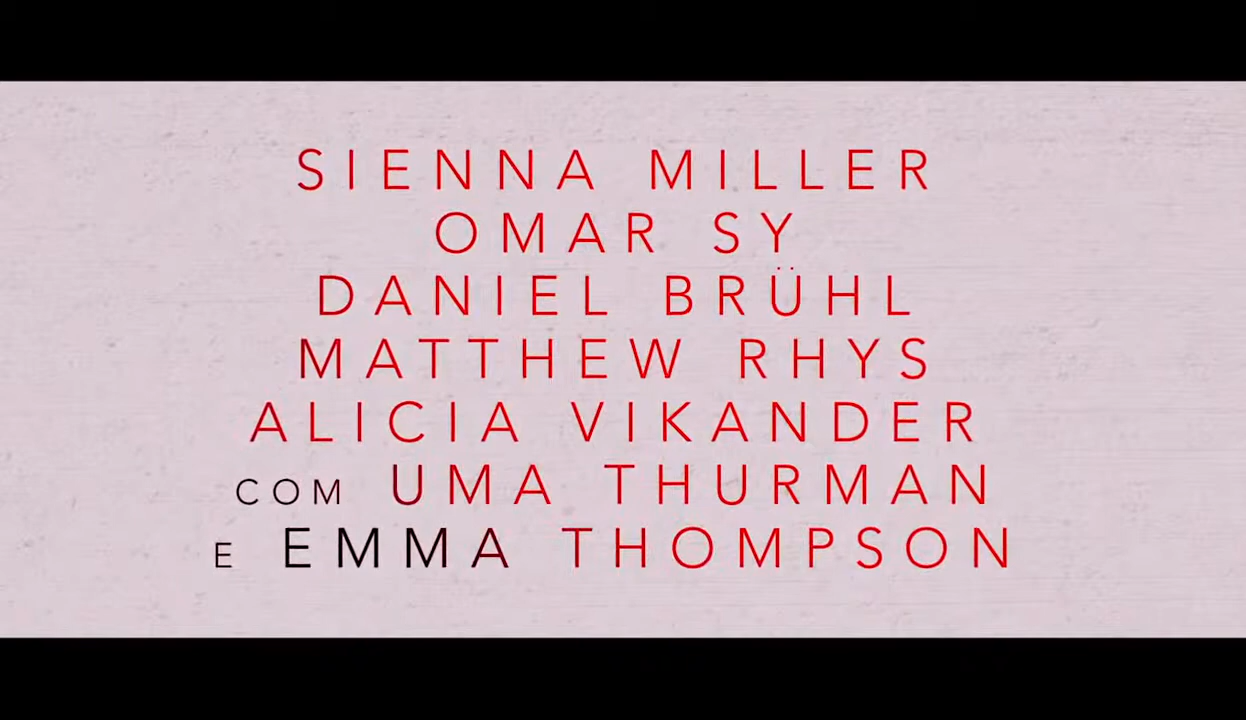 SIENNA MILLER
OMAR SY
DANIEL BRÜHL
MATTHEW RHYS
ALICIA VIKANDER
COM UMA THURMAN
E EMMA THOMPSON